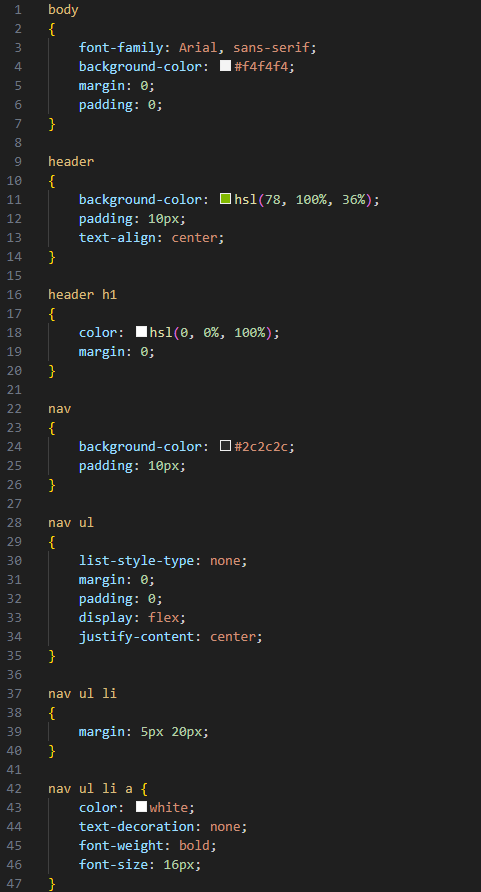 1 body
2 {
3     font-family: Arial, sans-serif;
4     background-color: #f4f4f4;
5     margin: 0;
6     padding: 0;
7 }
8
9 header
10 {
11     background-color: hsl(78, 100%, 36%);
12     padding: 10px;
13     text-align: center;
14 }
15
16 header h1
17 {
18     color: hsl(0, 0%, 100%);
19     margin: 0;
20 }
21
22 nav
23 {
24     background-color: #2c2c2c;
25     padding: 10px;
26 }
27
28 nav ul
29 {
30     list-style-type: none;
31     margin: 0;
32     padding: 0;
33     display: flex;
34     justify-content: center;
35 }
36
37 nav ul li
38 {
39     margin: 5px 20px;
40 }
41
42 nav ul li a {
43     color: white;
44     text-decoration: none;
45     font-weight: bold;
46     font-size: 16px;
47 }